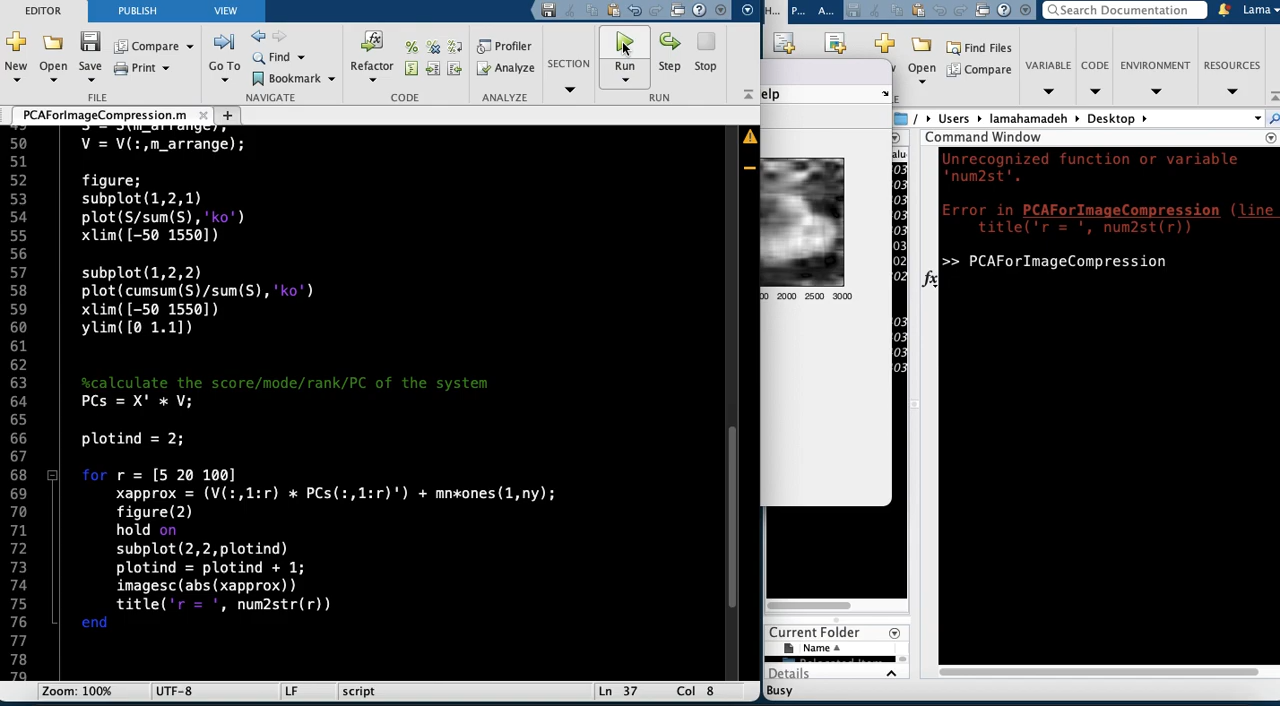 EDITOR PUBLISH VIEW
New Open Save Compare Print FILE
Go To Find Bookmark NAVIGATE
Refactor CODE
Profiler Analyze ANALYZE
SECTION
Run Step Stop RUN
PCAForImageCompression.m
50 V = V(:,m_arrange);
51
52 figure;
53 subplot(1,2,1)
54 plot(S/sum(S),'ko')
55 xlim([-50 1550])
56
57 subplot(1,2,2)
58 plot(cumsum(S)/sum(S),'ko')
59 xlim([-50 1550])
60 ylim([0 1.1])
61
62
63 %calculate the score/mode/rank/PC of the system
64 PCs = X' * V;
65
66 plotind = 2;
67
68 for r = [5 20 100]
69 xapprox = (V(:,1:r) * PCs(:,1:r)') + mn*ones(1,ny);
70 figure(2)
71 hold on
72 subplot(2,2,plotind)
73 plotind = plotind + 1;
74 imagesc(abs(xapprox))
75 title('r = ', num2str(r))
76 end
77
78
Zoom: 100% UTF-8 LF script Ln 37 Col 8
H... P... A... Search Documentation Lama
Open Find Files Compare VARIABLE CODE ENVIRONMENT RESOURCES
/ Users lamahamadeh Desktop
elp
2000 2500 3000
Command Window
Unrecognized function or variable
'num2st'.
Error in PCAForImageCompression (line
title('r = ', num2st(r))
>> PCAForImageCompression
fx
Current Folder
Name
Details
Busy